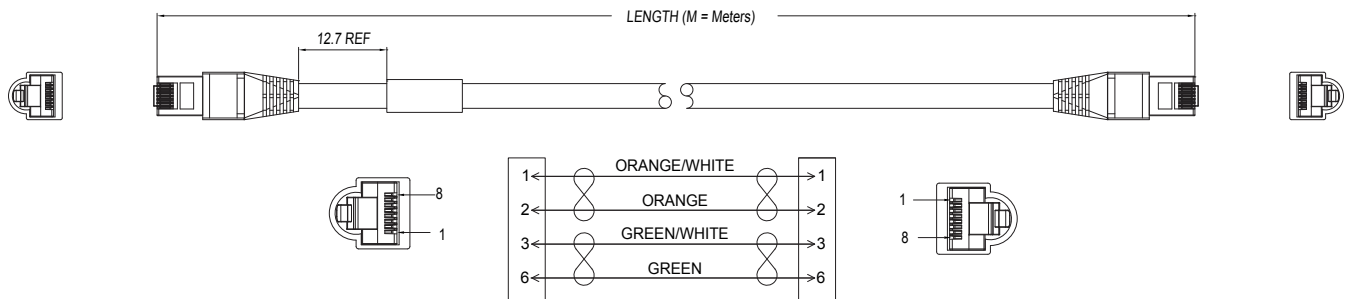 LENGTH (M = Meters)
12.7 REF
8
1
1 ORANGE/WHITE 1
2 ORANGE 2
3 GREEN/WHITE 3
6 GREEN 6
1
8